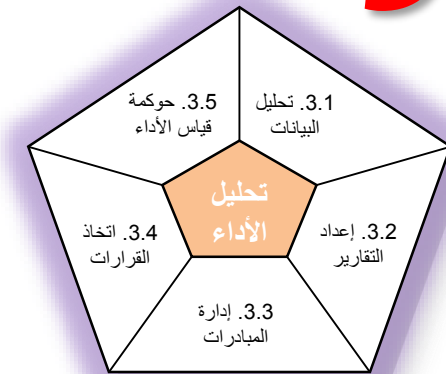 3.1. تحليل
البيانات
3.2. إعداد
التقارير
3.3. إدارة
المبادرات
3.4. اتخاذ
القرارات
3.5. حوكمة
قياس الأداء
تحليل
الأداء